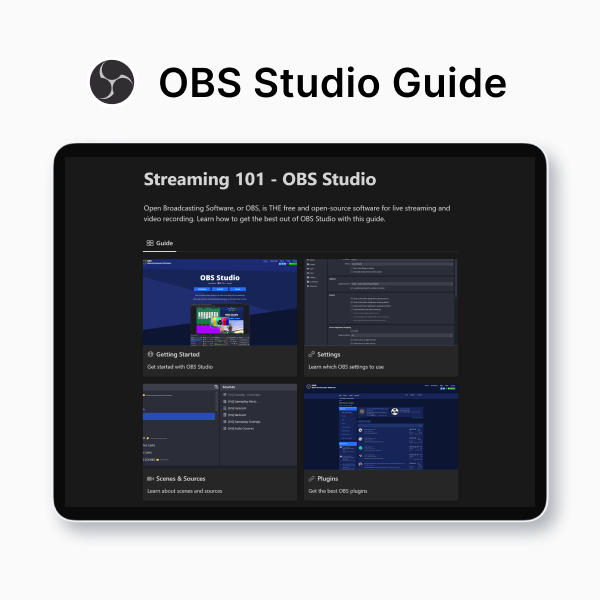 OBS Studio Guide
Streaming 101 - OBS Studio
Open Broadcasting Software, or OBS, is THE free and open-source software for live streaming and
video recording. Learn how to get the best out of OBS Studio with this guide.
Guide
OBS Studio
Getting Started
Get started with OBS Studio
Settings
Learn which OBS settings to use
Sources
Scenes & Sources
Learn about scenes and sources
Plugins
Get the best OBS plugins